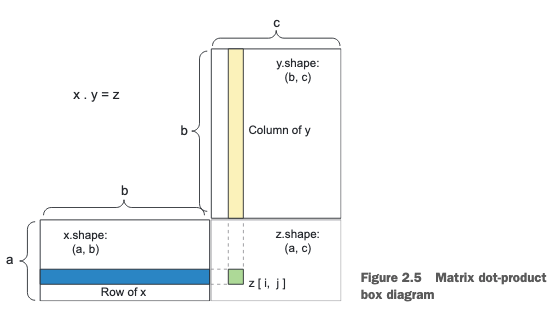 c
y.shape:
(b, c)
x . y = z
b
Column of y
b
x.shape:
(a, b)
z.shape:
(a, c)
a
z [ i, j ]
Row of x
Figure 2.5 Matrix dot-product
box diagram